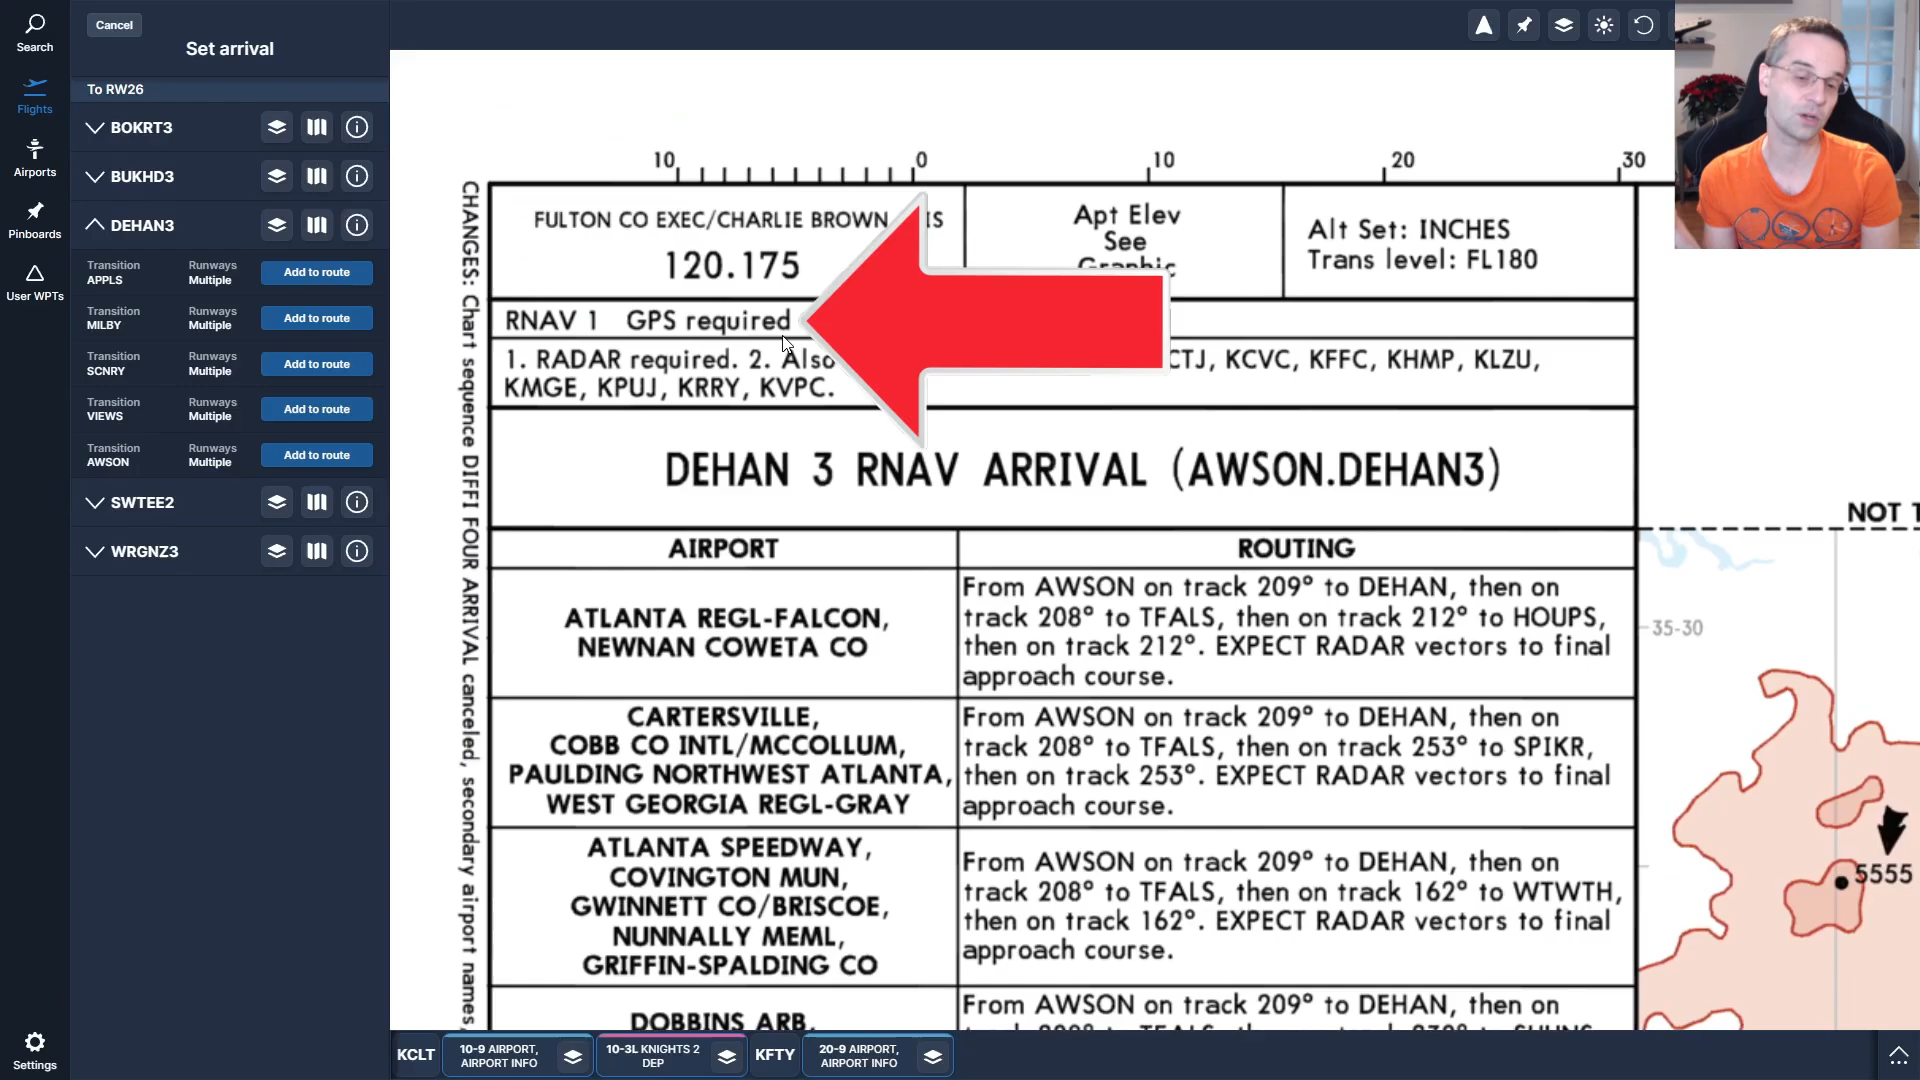 Search
Flights
Airports
Pinboards
User WPTs
Settings
Cancel
Set arrival
To RW26
BOKRT3
BUKHD3
DEHAN3
Transition
APPLS
Runways
Multiple
Add to route
Transition
MILBY
Runways
Multiple
Add to route
Transition
SCNRY
Runways
Multiple
Add to route
Transition
VIEWS
Runways
Multiple
Add to route
Transition
AWSON
Runways
Multiple
Add to route
SWTEE2
WRGNZ3
10 0 10 20 30
CHANGES: Chart sequence DIFFI FOUR ARRIVAL canceled, secondary airport names,
FULTON CO EXEC/CHARLIE BROWN IS
120.175
Apt Elev
See
Graphic
Alt Set: INCHES
Trans level: FL180
RNAV 1 GPS required
1. RADAR required. 2. Also CTJ, KCVC, KFFC, KHMP, KLZU,
KMGE, KPUJ, KRRY, KVPC.
DEHAN 3 RNAV ARRIVAL (AWSON.DEHAN3)
AIRPORT
ROUTING
ATLANTA REGL-FALCON,
NEWNAN COWETA CO
From AWSON on track 209° to DEHAN, then on
track 208° to TFALS, then on track 212° to HOUPS,
then on track 212°. EXPECT RADAR vectors to final
approach course.
CARTERSVILLE,
COBB CO INTL/MCCOLLUM,
PAULDING NORTHWEST ATLANTA,
WEST GEORGIA REGL-GRAY
From AWSON on track 209° to DEHAN, then on
track 208° to TFALS, then on track 253° to SPIKR,
then on track 253°. EXPECT RADAR vectors to final
approach course.
ATLANTA SPEEDWAY,
COVINGTON MUN,
GWINNETT CO/BRISCOE,
NUNNALLY MEML,
GRIFFIN-SPALDING CO
From AWSON on track 209° to DEHAN, then on
track 208° to TFALS, then on track 162° to WTWTH,
then on track 162°. EXPECT RADAR vectors to final
approach course.
DOBBINS ARB,
From AWSON on track 209° to DEHAN, then on
NOT T
35-30
5555
KCLT
10-9 AIRPORT,
AIRPORT INFO
10-3L KNIGHTS 2
DEP
KFTY
20-9 AIRPORT,
AIRPORT INFO